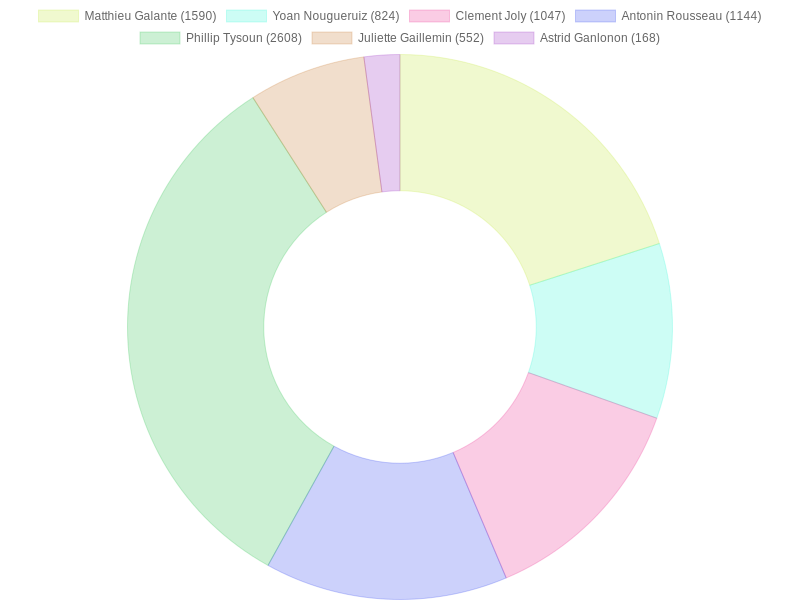 Matthieu Galante (1590) Yoan Nougueruiz (824) Clement Joly (1047) Antonin Rousseau (1144)
Phillip Tysoun (2608) Juliette Gaillemin (552) Astrid Ganlonon (168)